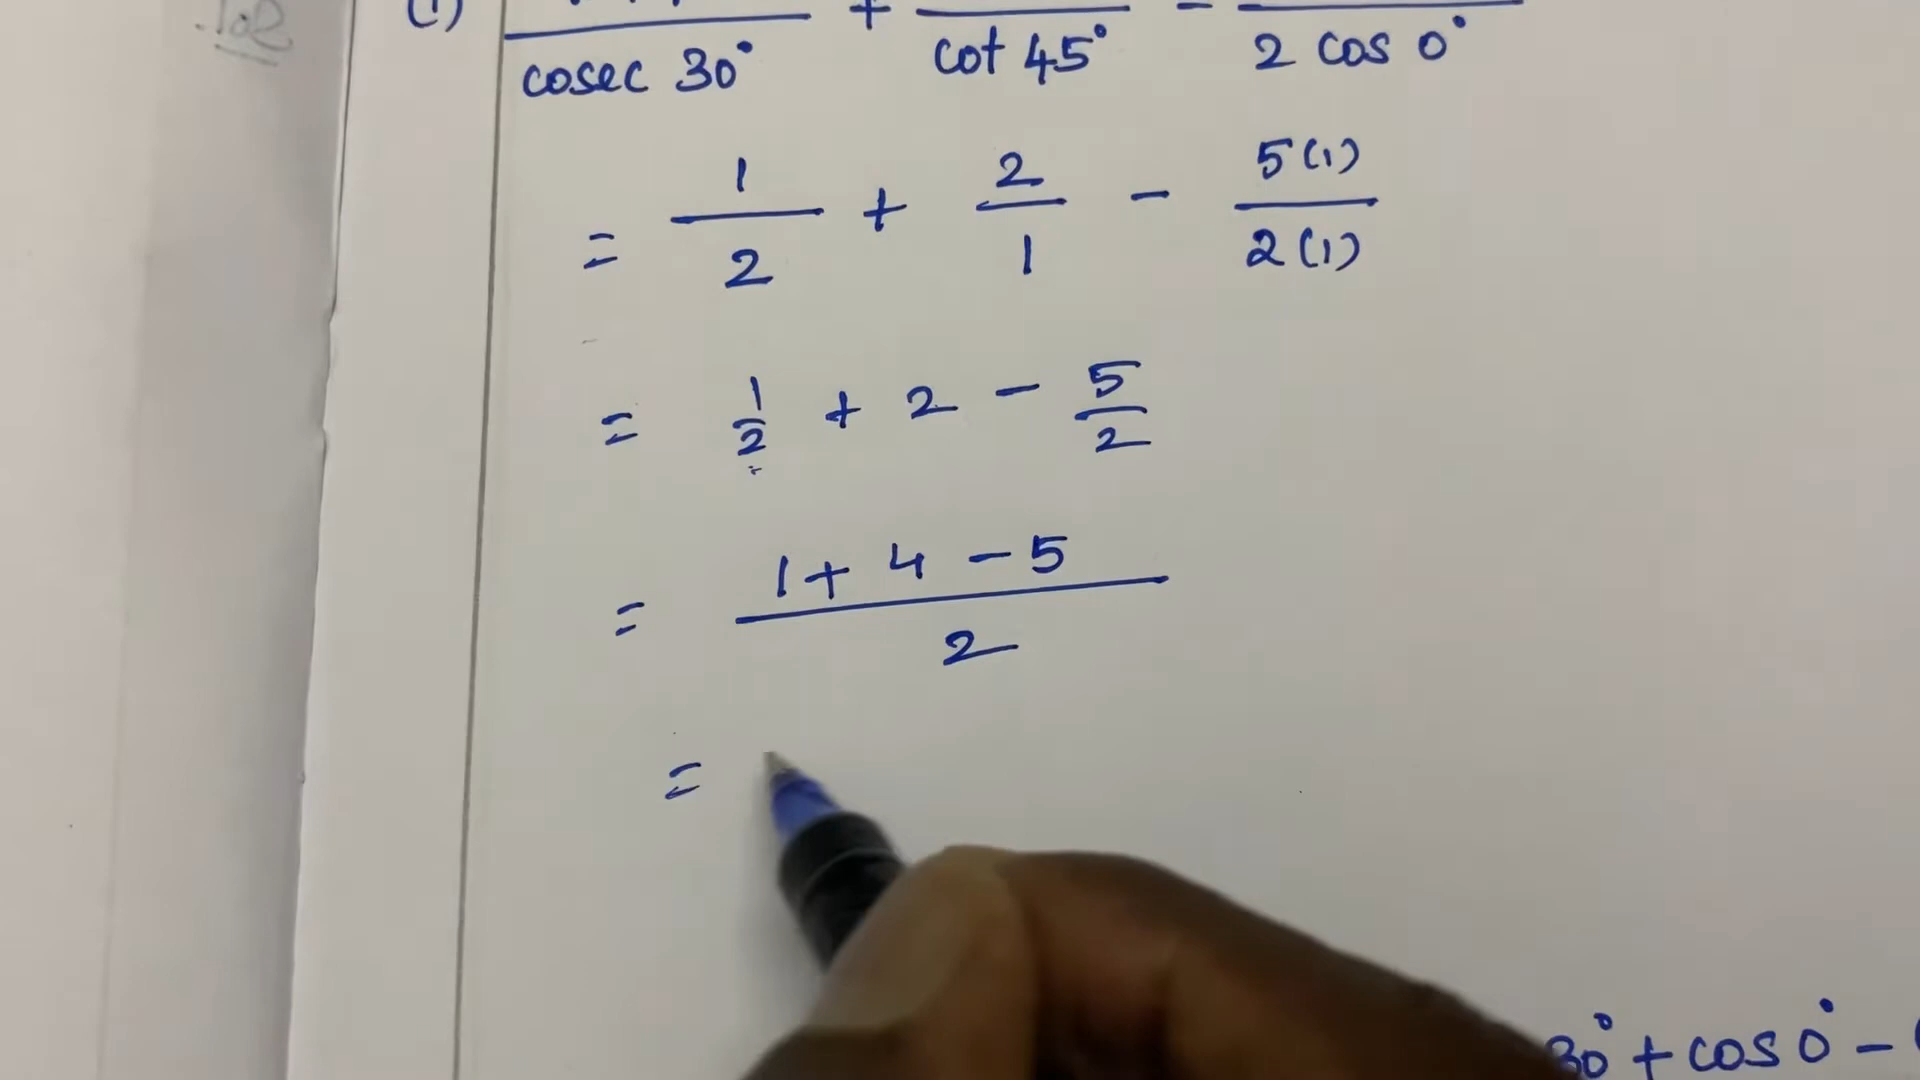 (i) + -
cosec 30° cot 45° 2 cos 0°
= 1/2 + 2/1 - 5(1)/2(1)
= 1/2 + 2 - 5/2
= 1 + 4 - 5 / 2
=
30° + cos 0° -